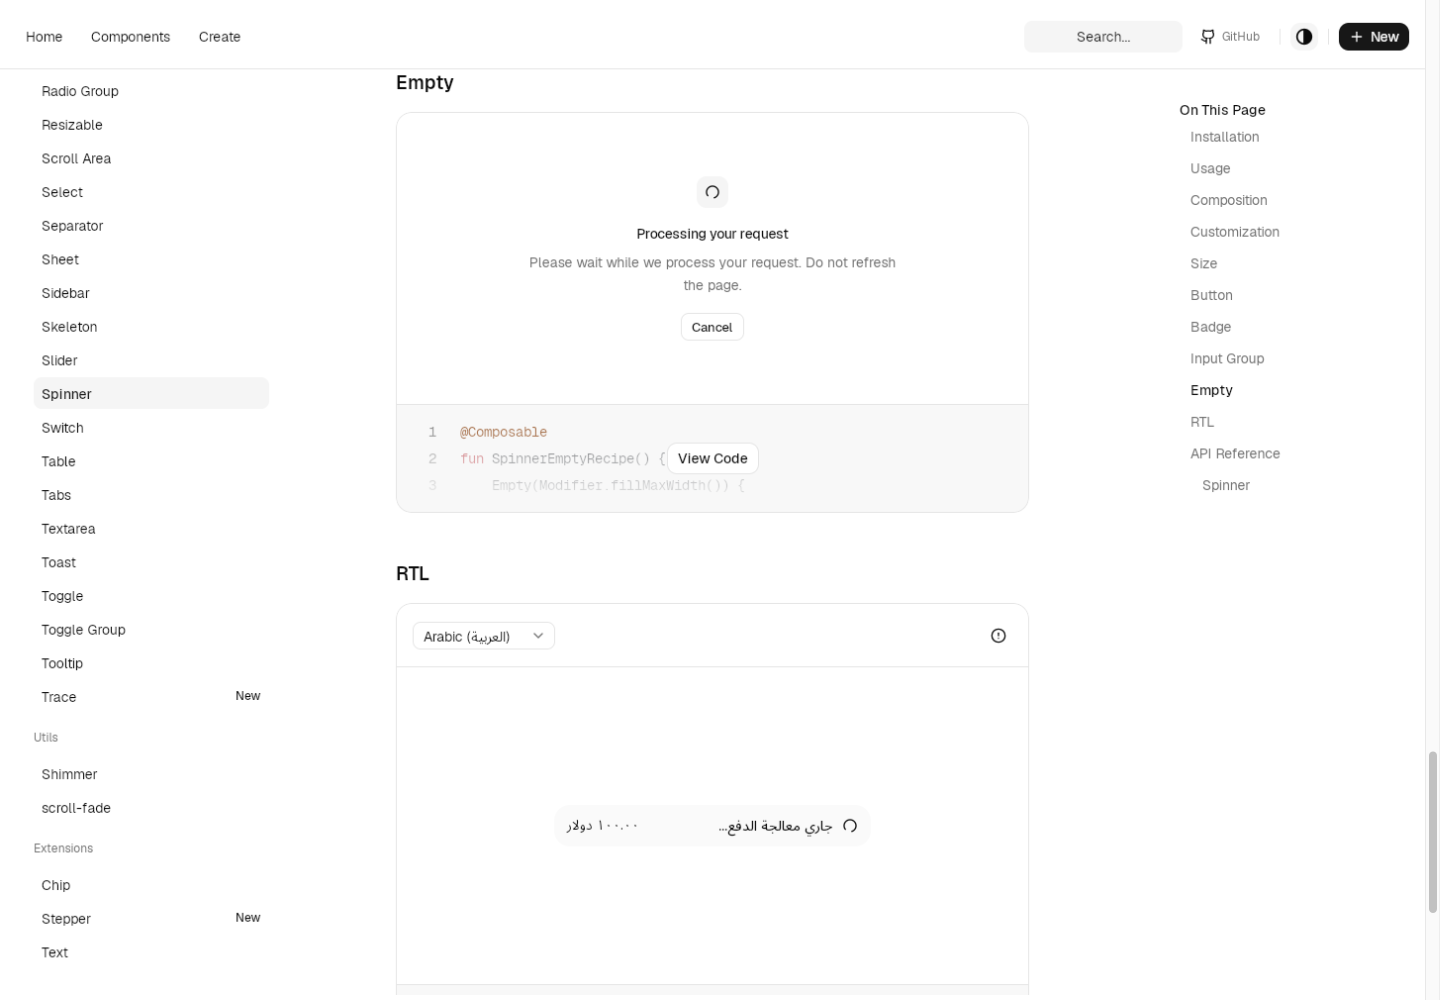 Home
Components
Create
Search...
GitHub
New
Radio Group
Resizable
Scroll Area
Select
Separator
Sheet
Sidebar
Skeleton
Slider
Spinner
Switch
Table
Tabs
Textarea
Toast
Toggle
Toggle Group
Tooltip
Trace New
Utils
Shimmer
scroll-fade
Extensions
Chip
Stepper New
Text
Empty
Processing your request
Please wait while we process your request. Do not refresh
the page.
Cancel
1 @Composable
2 fun SpinnerEmptyRecipe() {
View Code
3 Empty(Modifier.fillMaxWidth()) {
RTL
Arabic (العربية)
جاري معالجة الدفع...
١٠٠.٠٠ دولار
On This Page
Installation
Usage
Composition
Customization
Size
Button
Badge
Input Group
Empty
RTL
API Reference
Spinner